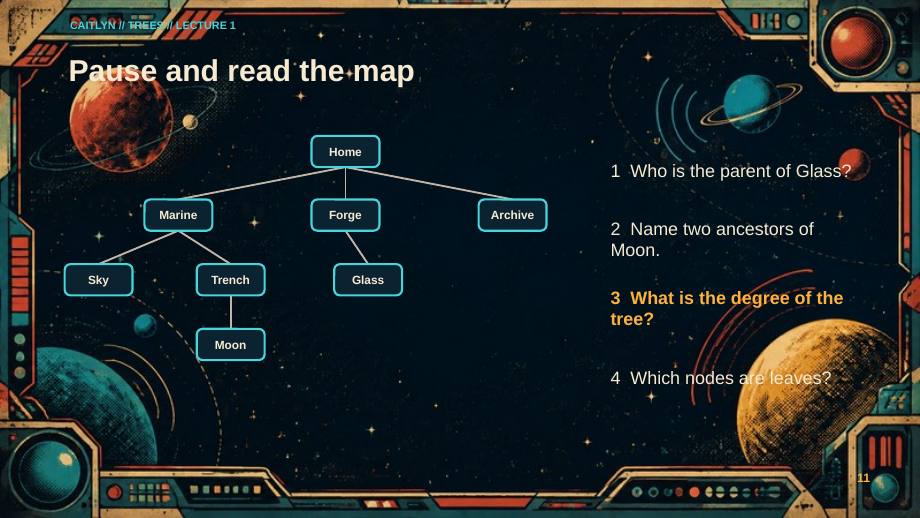 CAITLYN // TREES // LECTURE 1
Pause and read the map
Home
Marine
Forge
Archive
Sky
Trench
Glass
Moon
1 Who is the parent of Glass?
2 Name two ancestors of
Moon.
3 What is the degree of the
tree?
4 Which nodes are leaves?
11